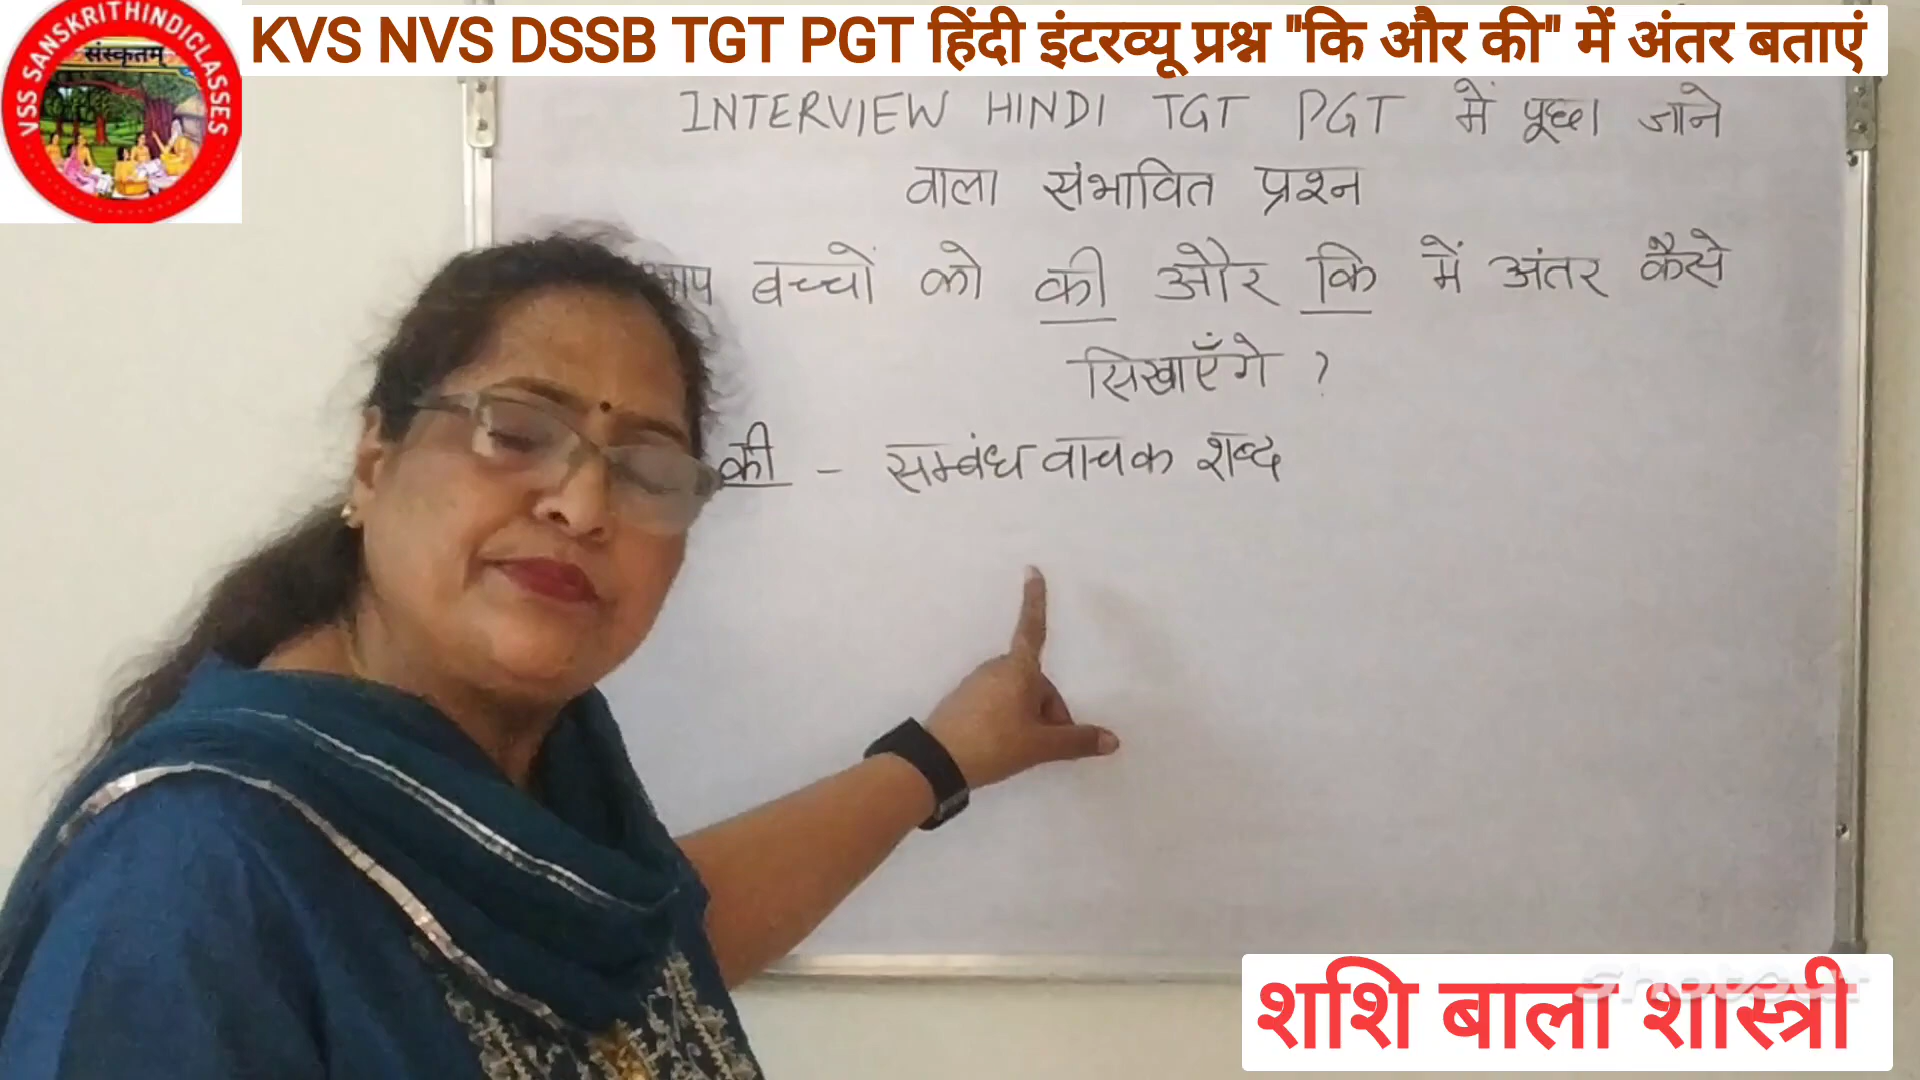 VSS SANSKRITHINDICLASSES
संस्कृतम्
KVS NVS DSSB TGT PGT हिंदी इंटरव्यू प्रश्न "कि और की" में अंतर बताएं
INTERVIEW HINDI TGT PGT में पूछा जाने
वाला संभावित प्रश्न
बच्चों को की और कि में अंतर कैसे
सिखाएँगे ?
की - सम्बंध वाचक शब्द
शशि बाला शास्त्री